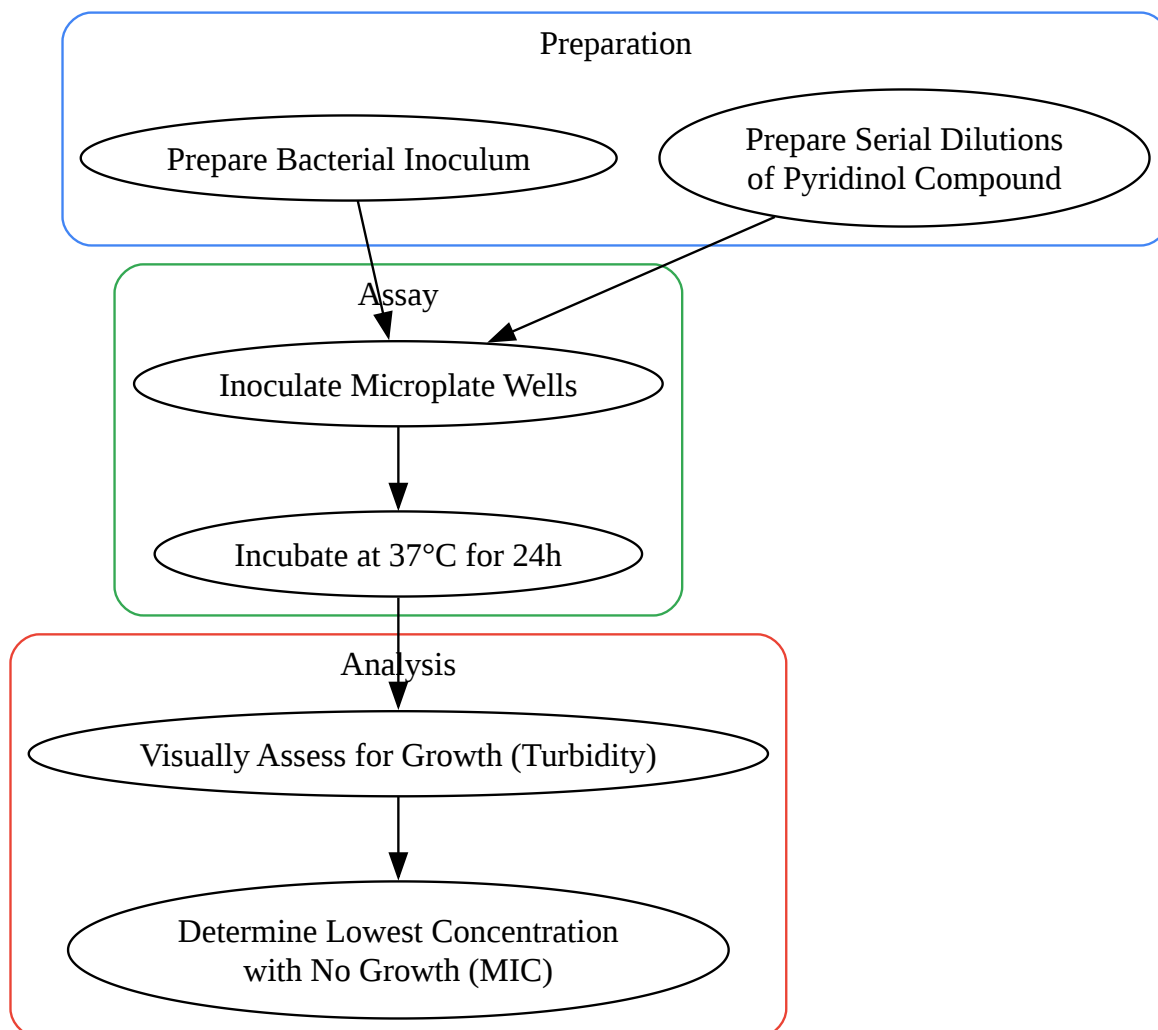 Preparation
Prepare Bacterial Inoculum
Prepare Serial Dilutions
of Pyridinol Compound
Assay
Inoculate Microplate Wells
Incubate at 37°C for 24h
Analysis
Visually Assess for Growth (Turbidity)
Determine Lowest Concentration
with No Growth (MIC)